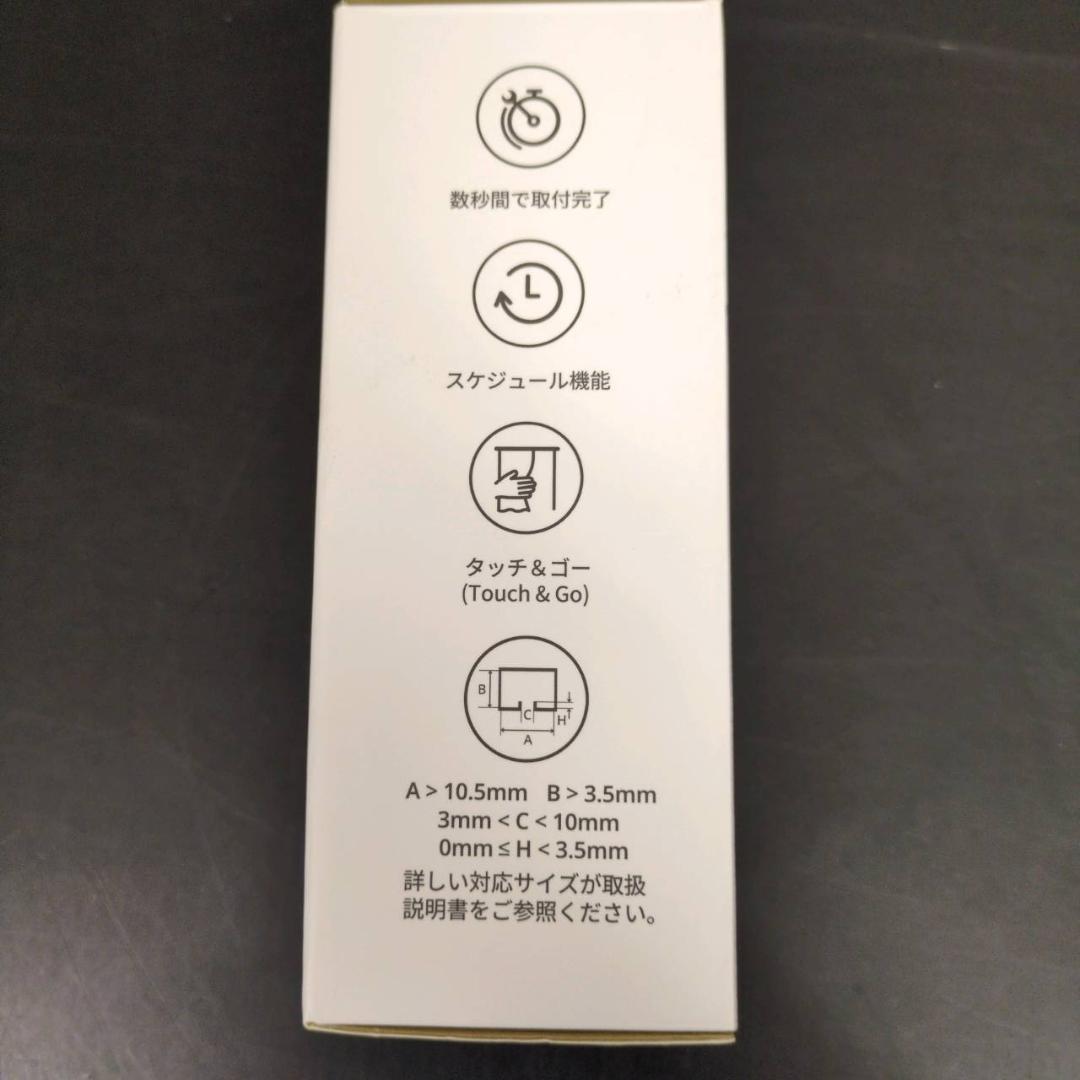 数秒間で取付完了
スケジュール機能
タッチ&ゴー
(Touch & Go)
B
C
H
A
A > 10.5mm B > 3.5mm
3mm < C < 10mm
0mm ≤ H < 3.5mm
詳しい対応サイズが取扱
説明書をご参照ください。